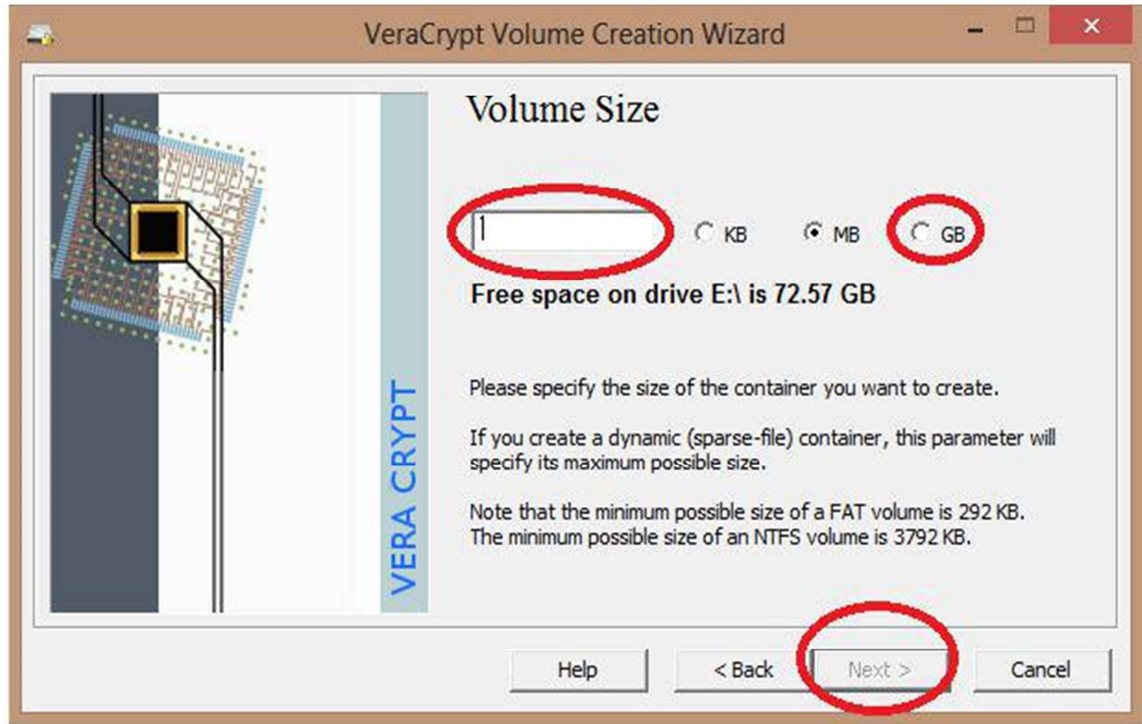 VeraCrypt Volume Creation Wizard
Volume Size
1 KB MB GB
Free space on drive E:\ is 72.57 GB
Please specify the size of the container you want to create.
If you create a dynamic (sparse-file) container, this parameter will
specify its maximum possible size.
Note that the minimum possible size of a FAT volume is 292 KB.
The minimum possible size of an NTFS volume is 3792 KB.
VERA CRYPT
Help < Back Next > Cancel